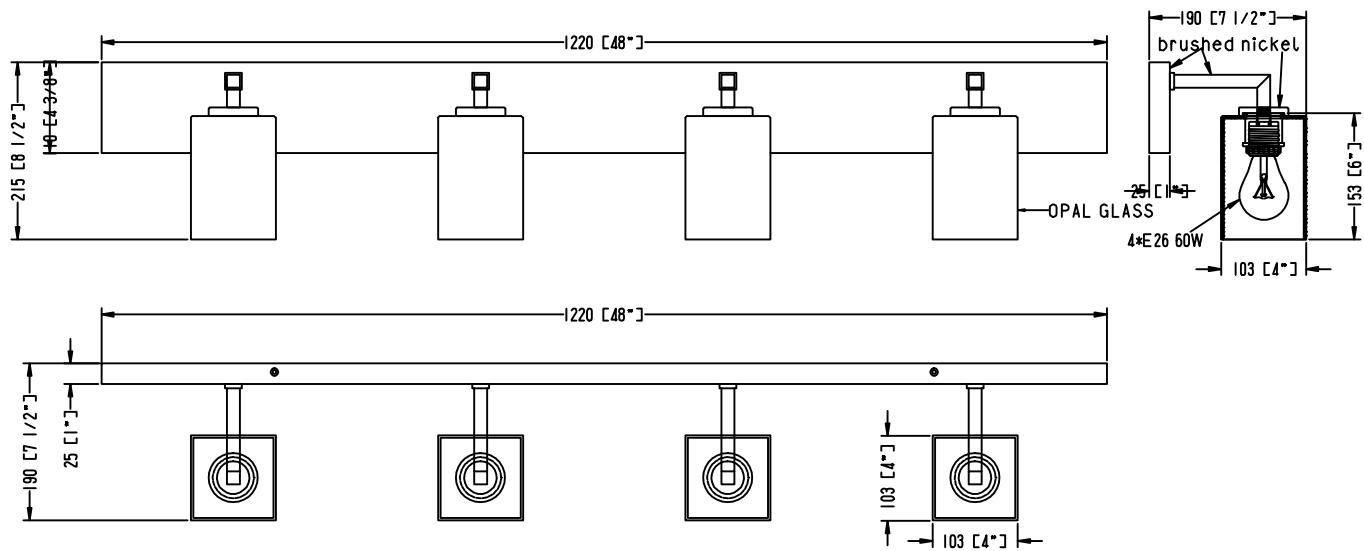 1220 [48"]
190 [7 1/2"]
brushed nickel
215 [8 1/2"]
[4 3/8"]
25 [1"]
153 [6"]
OPAL GLASS
4*E26 60W
103 [4"]
1220 [48"]
190 [7 1/2"]
25 [1"]
103 [4"]
103 [4"]